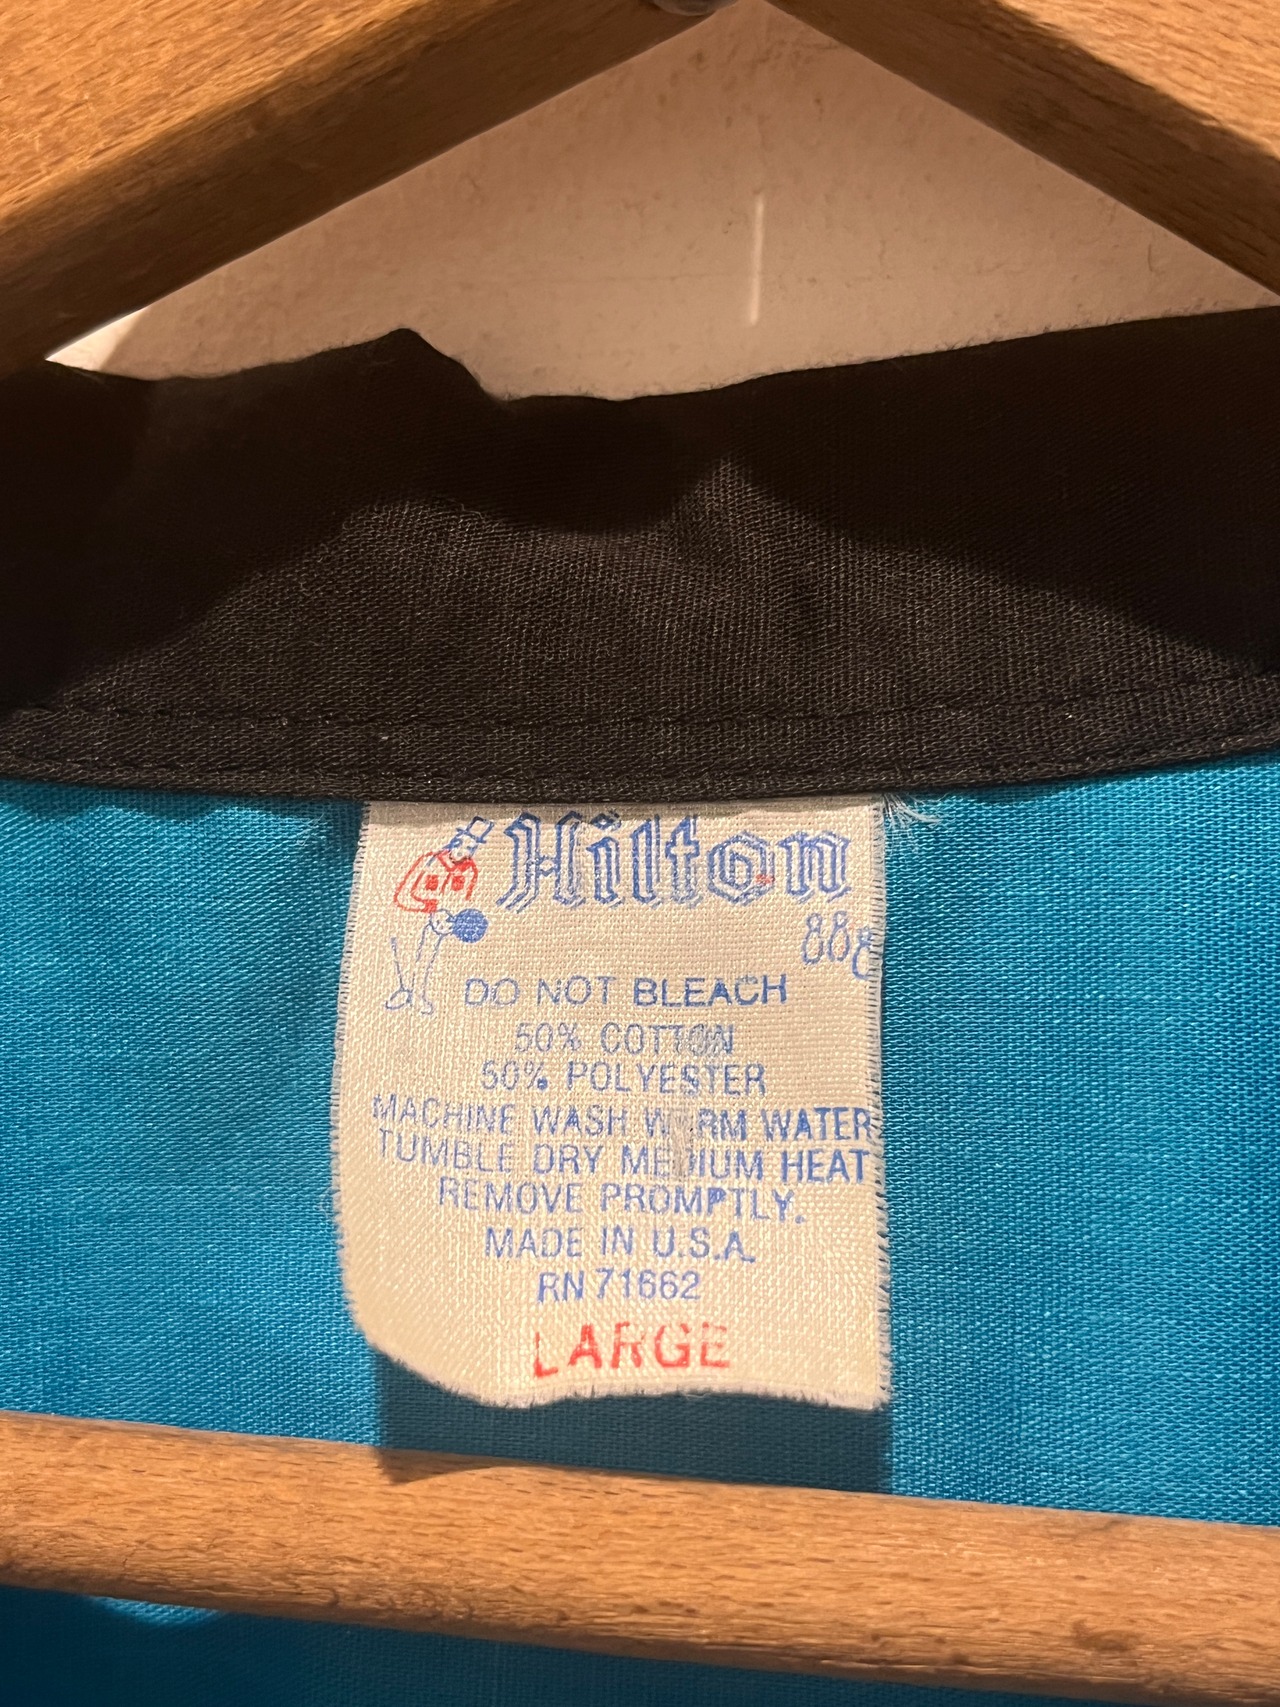 Hilton
DO NOT BLEACH
50% COTTON
50% POLYESTER
MACHINE WASH WARM WATER
TUMBLE DRY MEDIUM HEAT
REMOVE PROMPTLY.
MADE IN U.S.A.
RN 71662
LARGE